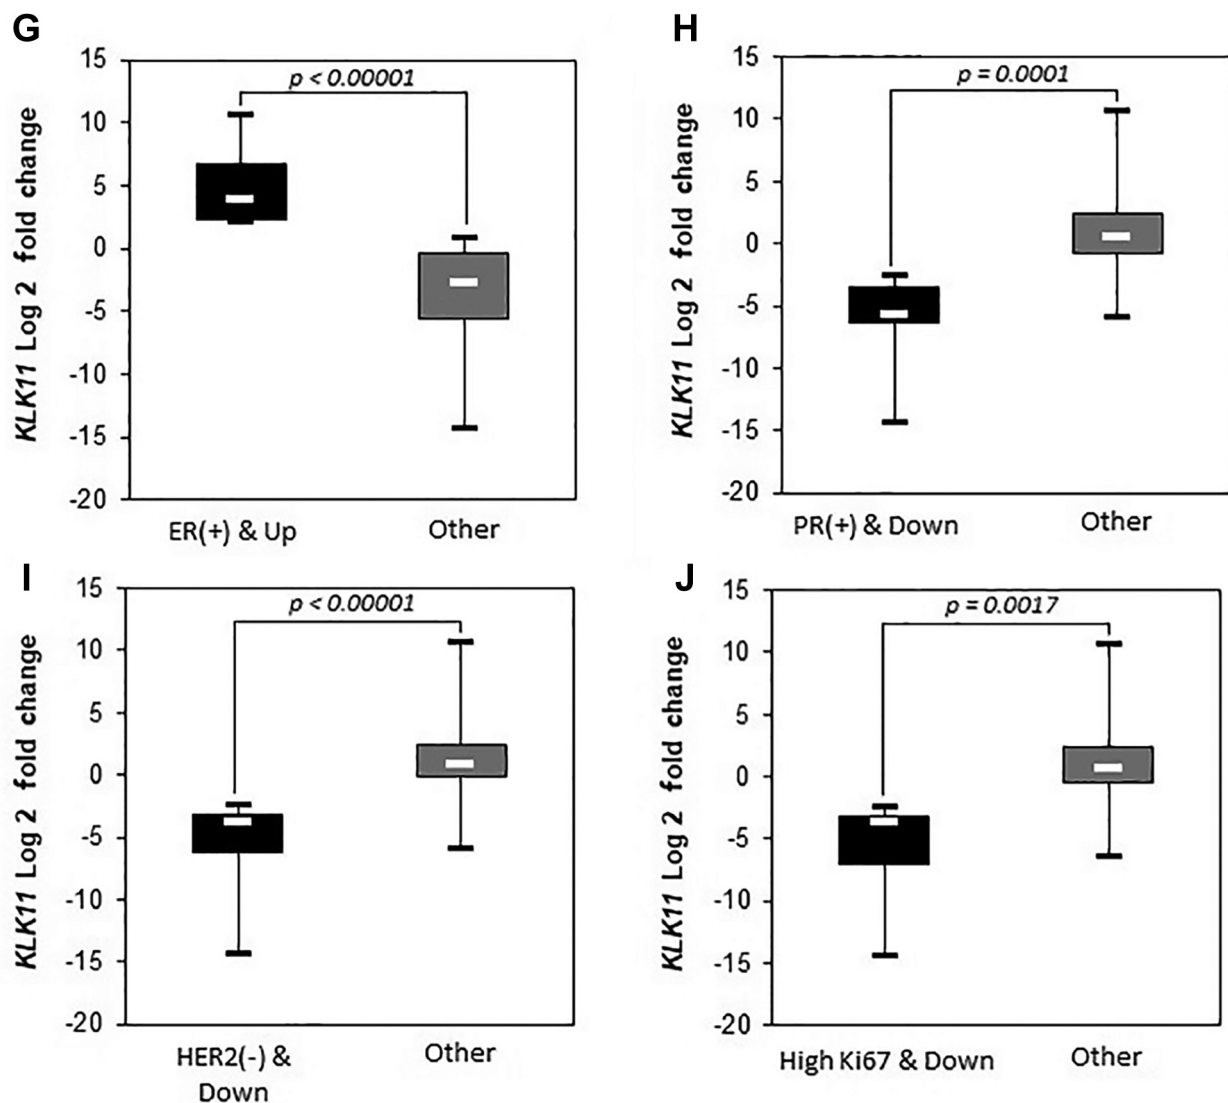 G
15
10
5
0
-5
-10
-15
-20
KLK11 Log 2 fold change
p < 0.00001
ER(+) & Up
Other
H
15
10
5
0
-5
-10
-15
-20
KLK11 Log 2 fold change
p = 0.0001
PR(+) & Down
Other
I
15
10
5
0
-5
-10
-15
-20
KLK11 Log 2 fold change
p < 0.00001
HER2(-) &
Down
Other
J
15
10
5
0
-5
-10
-15
-20
KLK11 Log 2 fold change
p = 0.0017
High Ki67 & Down
Other